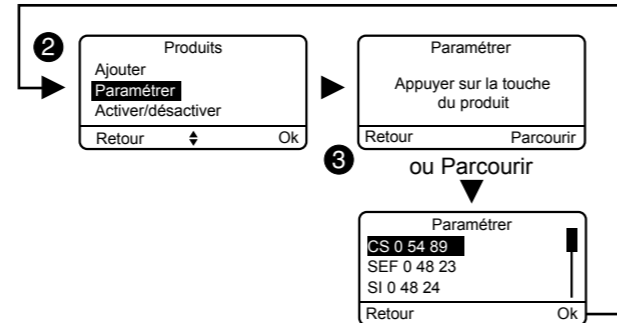 2
Produits
Ajouter
Paramétrer
Activer/désactiver
Retour Ok
Paramétrer
Appuyer sur la touche
du produit
Retour Parcourir
3
ou Parcourir
Paramétrer
CS 0 54 89
SEF 0 48 23
SI 0 48 24
Retour Ok